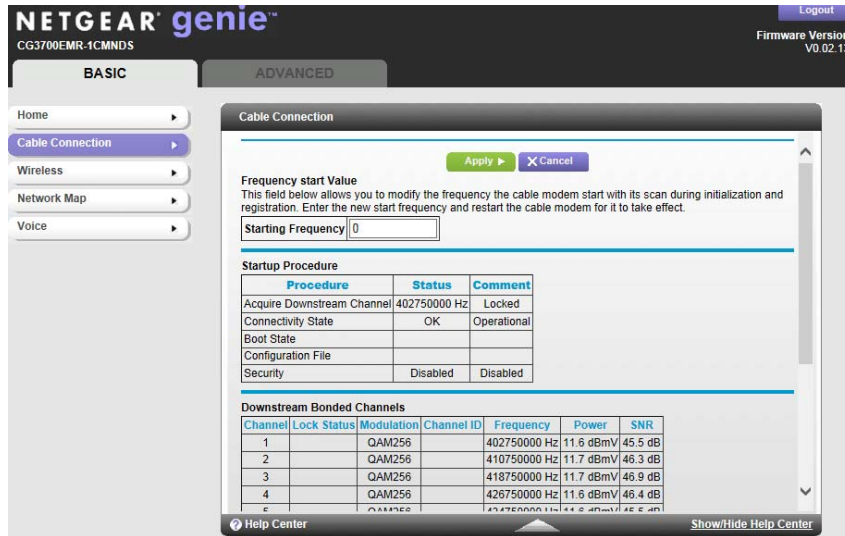 NETGEAR® genie™
Logout
CG3700EMR-1CMNDS
Firmware Version
V0.02.13
BASIC
ADVANCED
Home
Cable Connection
Wireless
Network Map
Voice
Cable Connection
Apply
X Cancel
Frequency start Value
This field below allows you to modify the frequency the cable modem start with its scan during initialization and
registration. Enter the new start frequency and restart the cable modem for it to take effect.
Starting Frequency 0
Startup Procedure
Procedure Status Comment
Acquire Downstream Channel 402750000 Hz Locked
Connectivity State OK Operational
Boot State
Configuration File
Security Disabled Disabled
Downstream Bonded Channels
Channel Lock Status Modulation Channel ID Frequency Power SNR
1 QAM256 402750000 Hz 11.6 dBmV 45.5 dB
2 QAM256 410750000 Hz 11.7 dBmV 46.3 dB
3 QAM256 418750000 Hz 11.7 dBmV 46.9 dB
4 QAM256 426750000 Hz 11.6 dBmV 46.4 dB
Help Center
Show/Hide Help Center